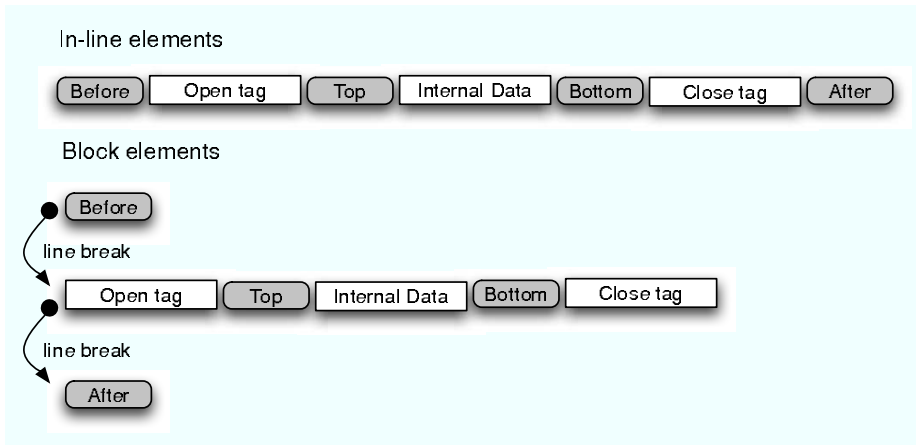 In-line elements
Before Open tag Top Internal Data Bottom Close tag After
Block elements
Before
line break
Open tag Top Internal Data Bottom Close tag
line break
After